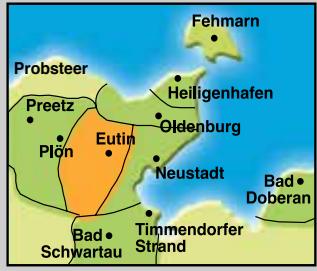 Fehmarn
Probsteer
Heiligenhafen
Preetz
Oldenburg
Plön
Eutin
Neustadt
Bad
Doberan
Timmendorfer
Strand
Bad
Schwartau